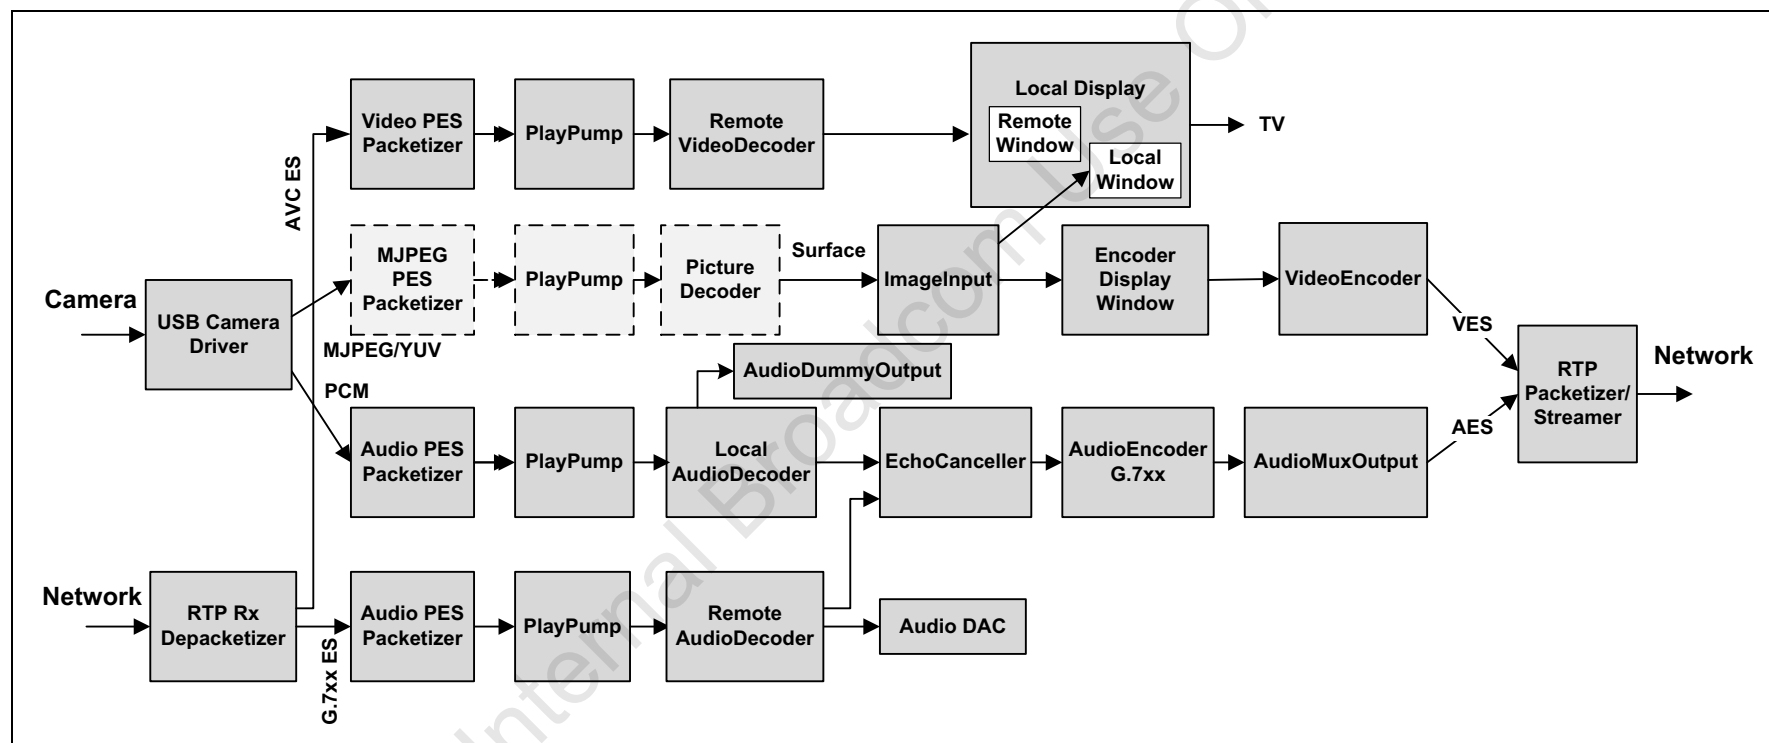 Local Display
Remote
Window
Local
Window
TV
Video PES
Packetizer
PlayPump
Remote
VideoDecoder
AVC ES
MJPEG
PES
Packetizer
PlayPump
Picture
Decoder
Surface
ImageInput
Encoder
Display
Window
VideoEncoder
Camera
USB Camera
Driver
MJPEG/YUV
PCM
AudioDummyOutput
VES
AES
RTP
Packetizer/
Streamer
Network
Audio PES
Packetizer
PlayPump
Local
AudioDecoder
EchoCanceller
AudioEncoder
G.7xx
AudioMuxOutput
Network
RTP Rx
Depacketizer
G.7xx ES
Audio PES
Packetizer
PlayPump
Remote
AudioDecoder
Audio DAC
Internal Broadcom Use